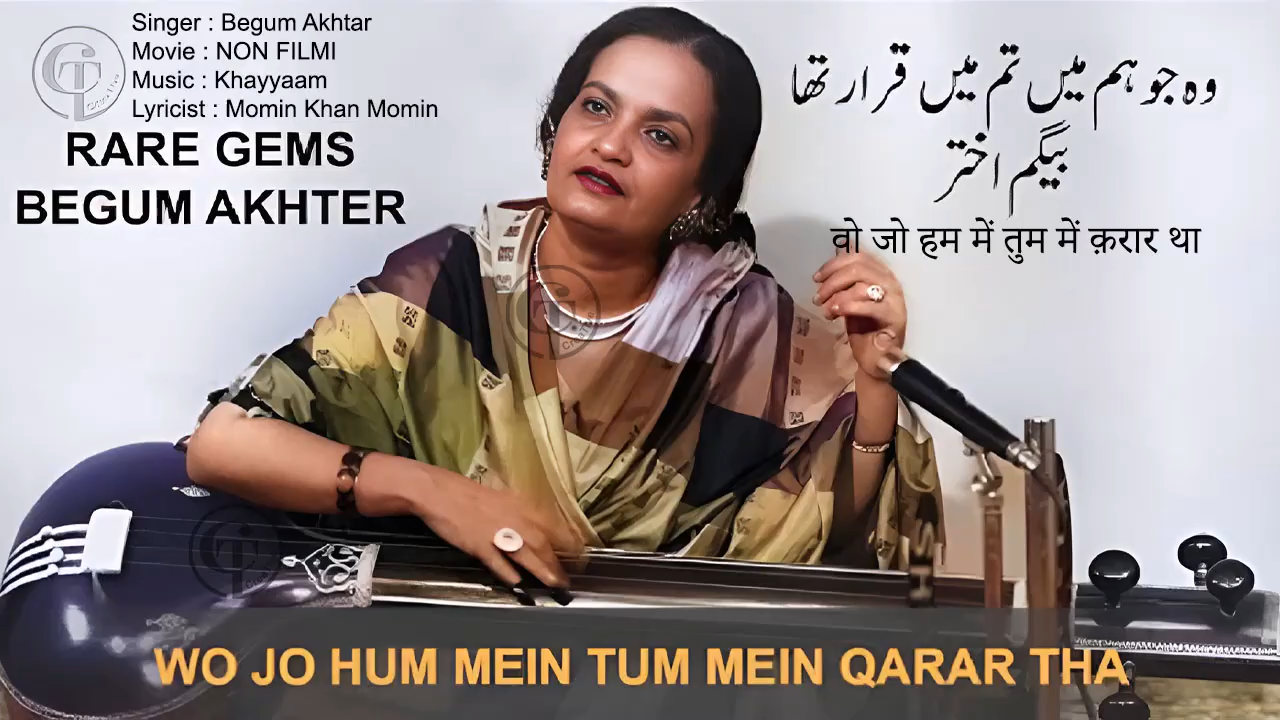 Singer : Begum Akhtar
Movie : NON FILMI
Music : Khayyaam
Lyricist : Momin Khan Momin
RARE GEMS
BEGUM AKHTER
وہ جو ہم میں تم میں قرار تھا
بیگم اختر
वो जो हम में तुम में क़रार था
WO JO HUM MEIN TUM MEIN QARAR THA